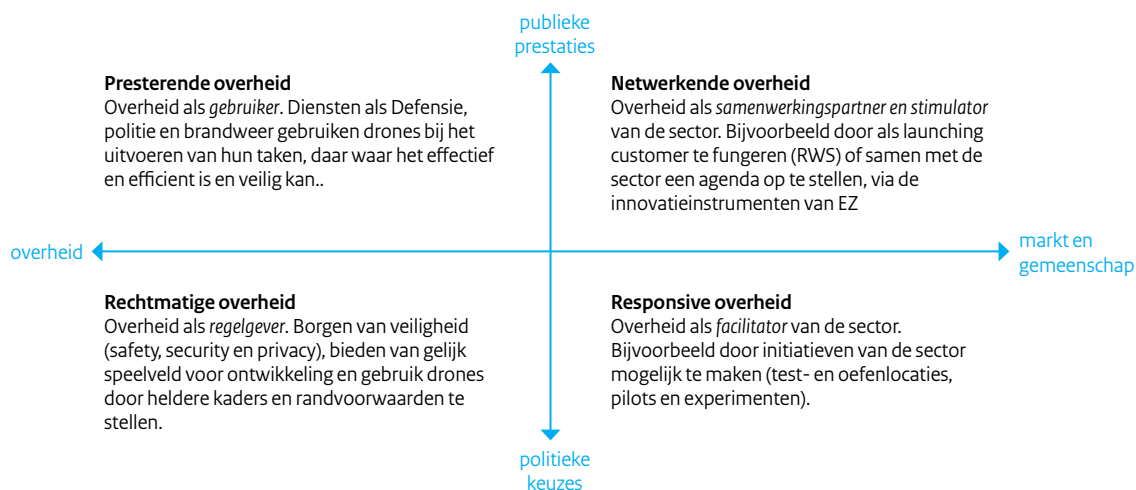 publieke
prestaties
Presterende overheid
Overheid als gebruiker. Diensten als Defensie,
politie en brandweer gebruiken drones bij het
uitvoeren van hun taken, daar waar het effectief
en efficient is en veilig kan..
Netwerkende overheid
Overheid als samenwerkingspartner en stimulator
van de sector. Bijvoorbeeld door als launching
customer te fungeren (RWS) of samen met de
sector een agenda op te stellen, via de
innovatieinstrumenten van EZ
overheid
markt en
gemeenschap
Rechtmatige overheid
Overheid als regelgever. Borgen van veiligheid
(safety, security en privacy), bieden van gelijk
speelveld voor ontwikkeling en gebruik drones
door heldere kaders en randvoorwaarden te
stellen.
Responsive overheid
Overheid als facilitator van de sector.
Bijvoorbeeld door initiatieven van de sector
mogelijk te maken (test- en oefenlocaties,
pilots en experimenten).
politieke
keuzes